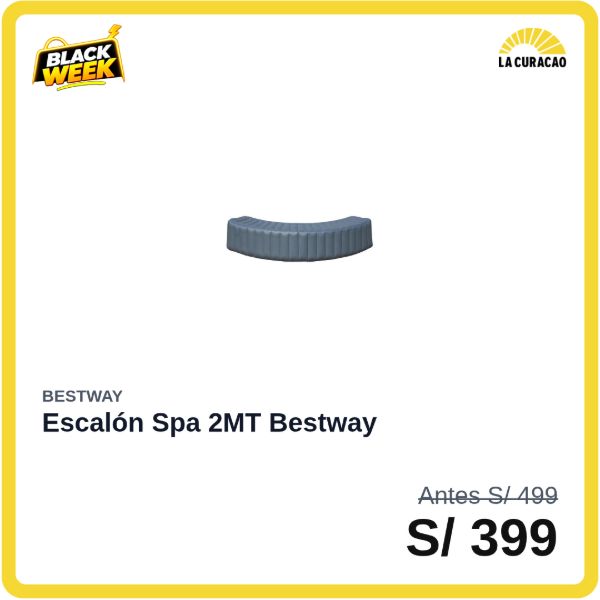 BLACK
WEEK
LA CURACAO
BESTWAY
Escalón Spa 2MT Bestway
Antes S/ 499
S/ 399